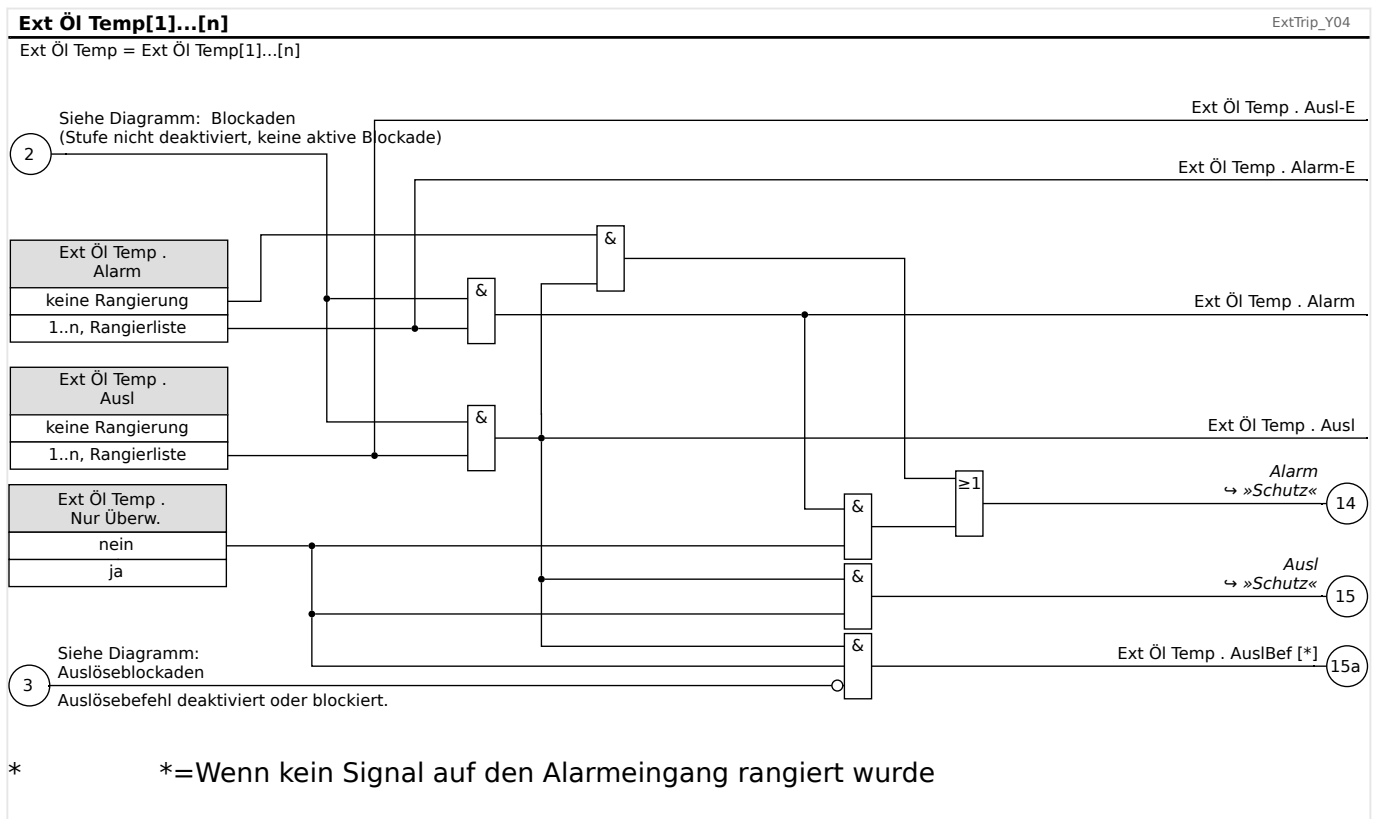 Ext Öl Temp[1]...[n]
ExtTrip_Y04
Ext Öl Temp = Ext Öl Temp[1]...[n]
Siehe Diagramm: Blockaden
(Stufe nicht deaktiviert, keine aktive Blockade)
2
Ext Öl Temp . Ausl-E
Ext Öl Temp . Alarm-E
Ext Öl Temp .
Alarm
keine Rangierung
1..n, Rangierliste
&
&
Ext Öl Temp . Alarm
Ext Öl Temp .
Ausl
keine Rangierung
1..n, Rangierliste
&
Ext Öl Temp . Ausl
Ext Öl Temp .
Nur Überw.
nein
ja
&
≥1
Alarm
↪ »Schutz«
14
&
Ausl
↪ »Schutz«
15
&
Ext Öl Temp . AuslBef [*]
15a
Siehe Diagramm:
Auslöseblockaden
3
Auslösebefehl deaktiviert oder blockiert.
* *=Wenn kein Signal auf den Alarmeingang rangiert wurde